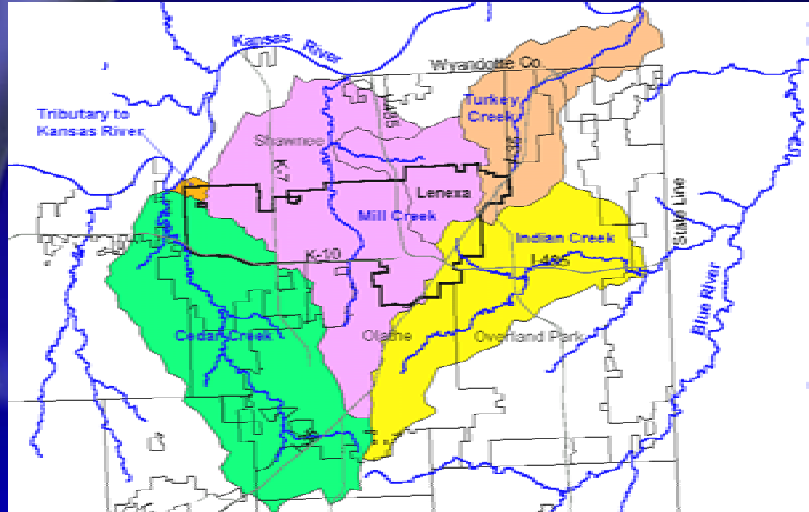 Kansas River
Wyandotte Co
Turkey
Creek
Tributary to
Kansas River
Shawnee
K-7
Lenexa
Mill Creek
State Line
Indian Creek
K-10
Blue River
Cedar Creek
Olathe
Overland Park